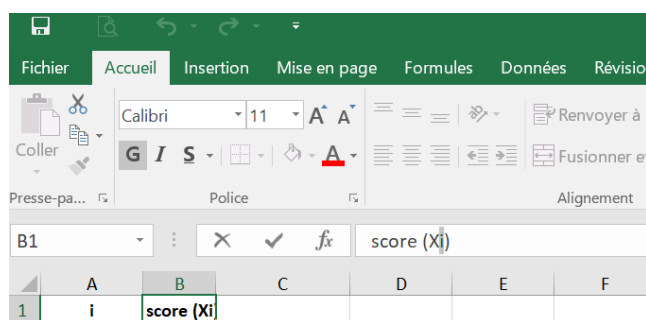 Fichier Accueil Insertion Mise en page Formules Données Révisio
Calibri 11 A A Renvoyer à
Coller G I S A Fusionner e
Presse-pa... Police Alignement
B1 fx score (Xi)
A B C D E F
1 i score (Xi)